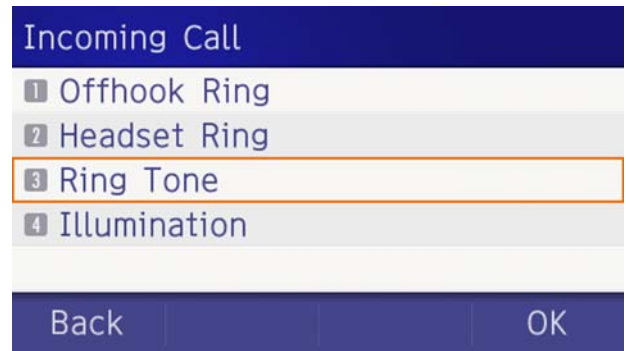 Incoming Call
1 Offhook Ring
2 Headset Ring
3 Ring Tone
4 Illumination
Back OK